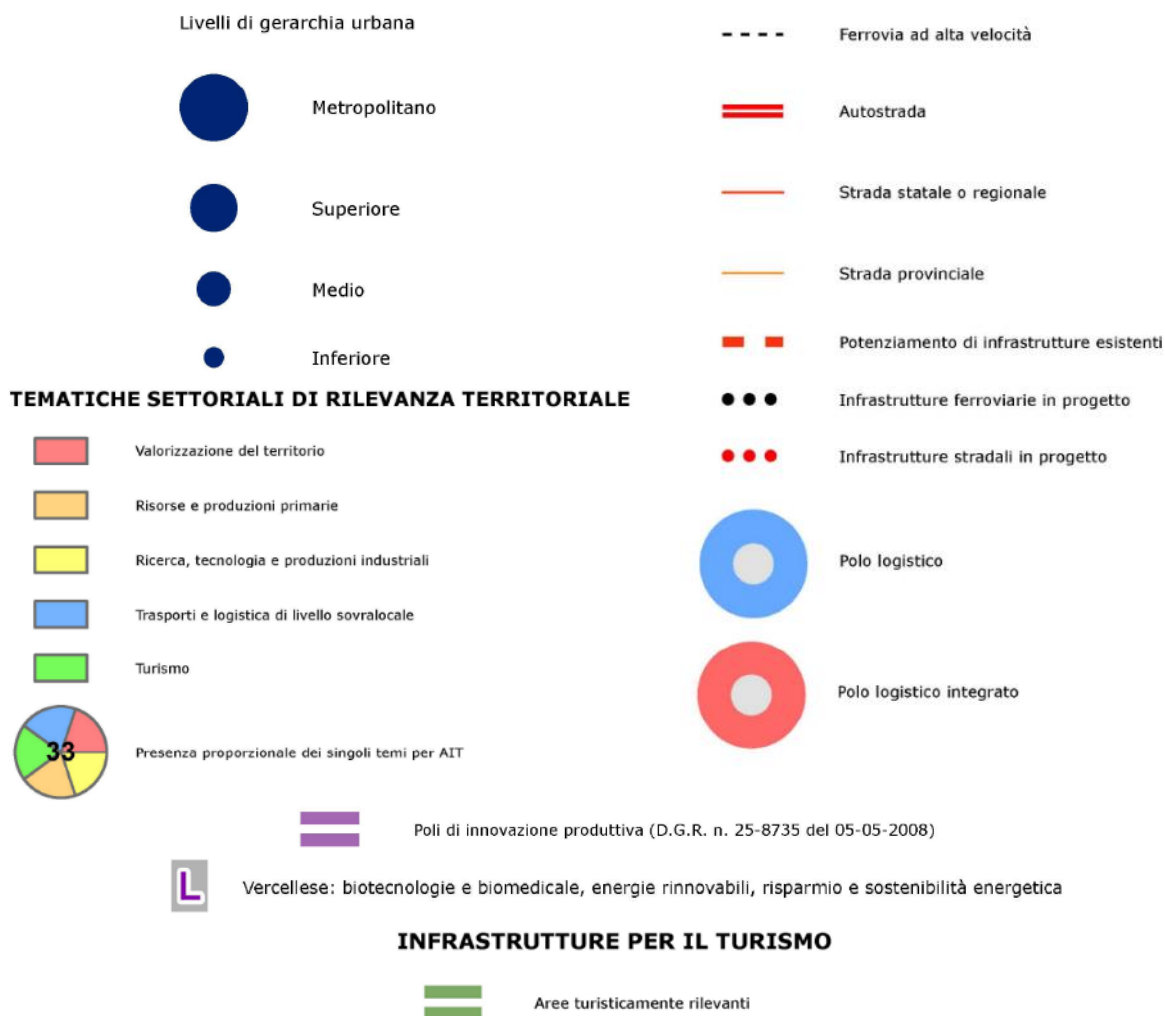 Livelli di gerarchia urbana
Metropolitano
Superiore
Medio
Inferiore
Ferrovia ad alta velocità
Autostrada
Strada statale o regionale
Strada provinciale
Potenziamento di infrastrutture esistenti
Infrastrutture ferroviarie in progetto
Infrastrutture stradali in progetto
Polo logistico
Polo logistico integrato
TEMATICHE SETTORIALI DI RILEVANZA TERRITORIALE
Valorizzazione del territorio
Risorse e produzioni primarie
Ricerca, tecnologia e produzioni industriali
Trasporti e logistica di livello sovralocale
Turismo
33 Presenza proporzionale dei singoli temi per AIT
Poli di innovazione produttiva (D.G.R. n. 25-8735 del 05-05-2008)
L Vercellese: biotecnologie e biomedicale, energie rinnovabili, risparmio e sostenibilità energetica
INFRASTRUTTURE PER IL TURISMO
Aree turisticamente rilevanti